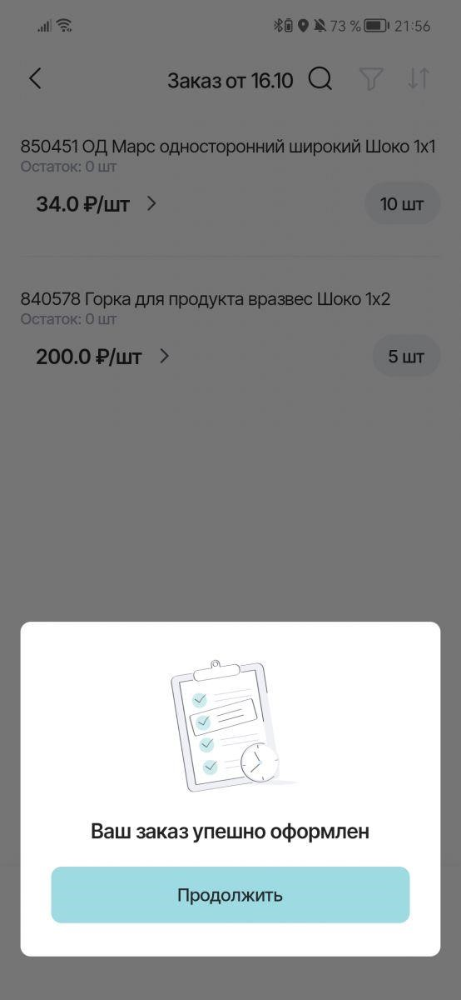 73 % 21:56
Заказ от 16.10
850451 ОД Марс односторонний широкий Шоко 1х1
Остаток: 0 шт
34.0 ₽/шт
10 шт
840578 Горка для продукта вразвес Шоко 1х2
Остаток: 0 шт
200.0 ₽/шт
5 шт
Ваш заказ упешно оформлен
Продолжить